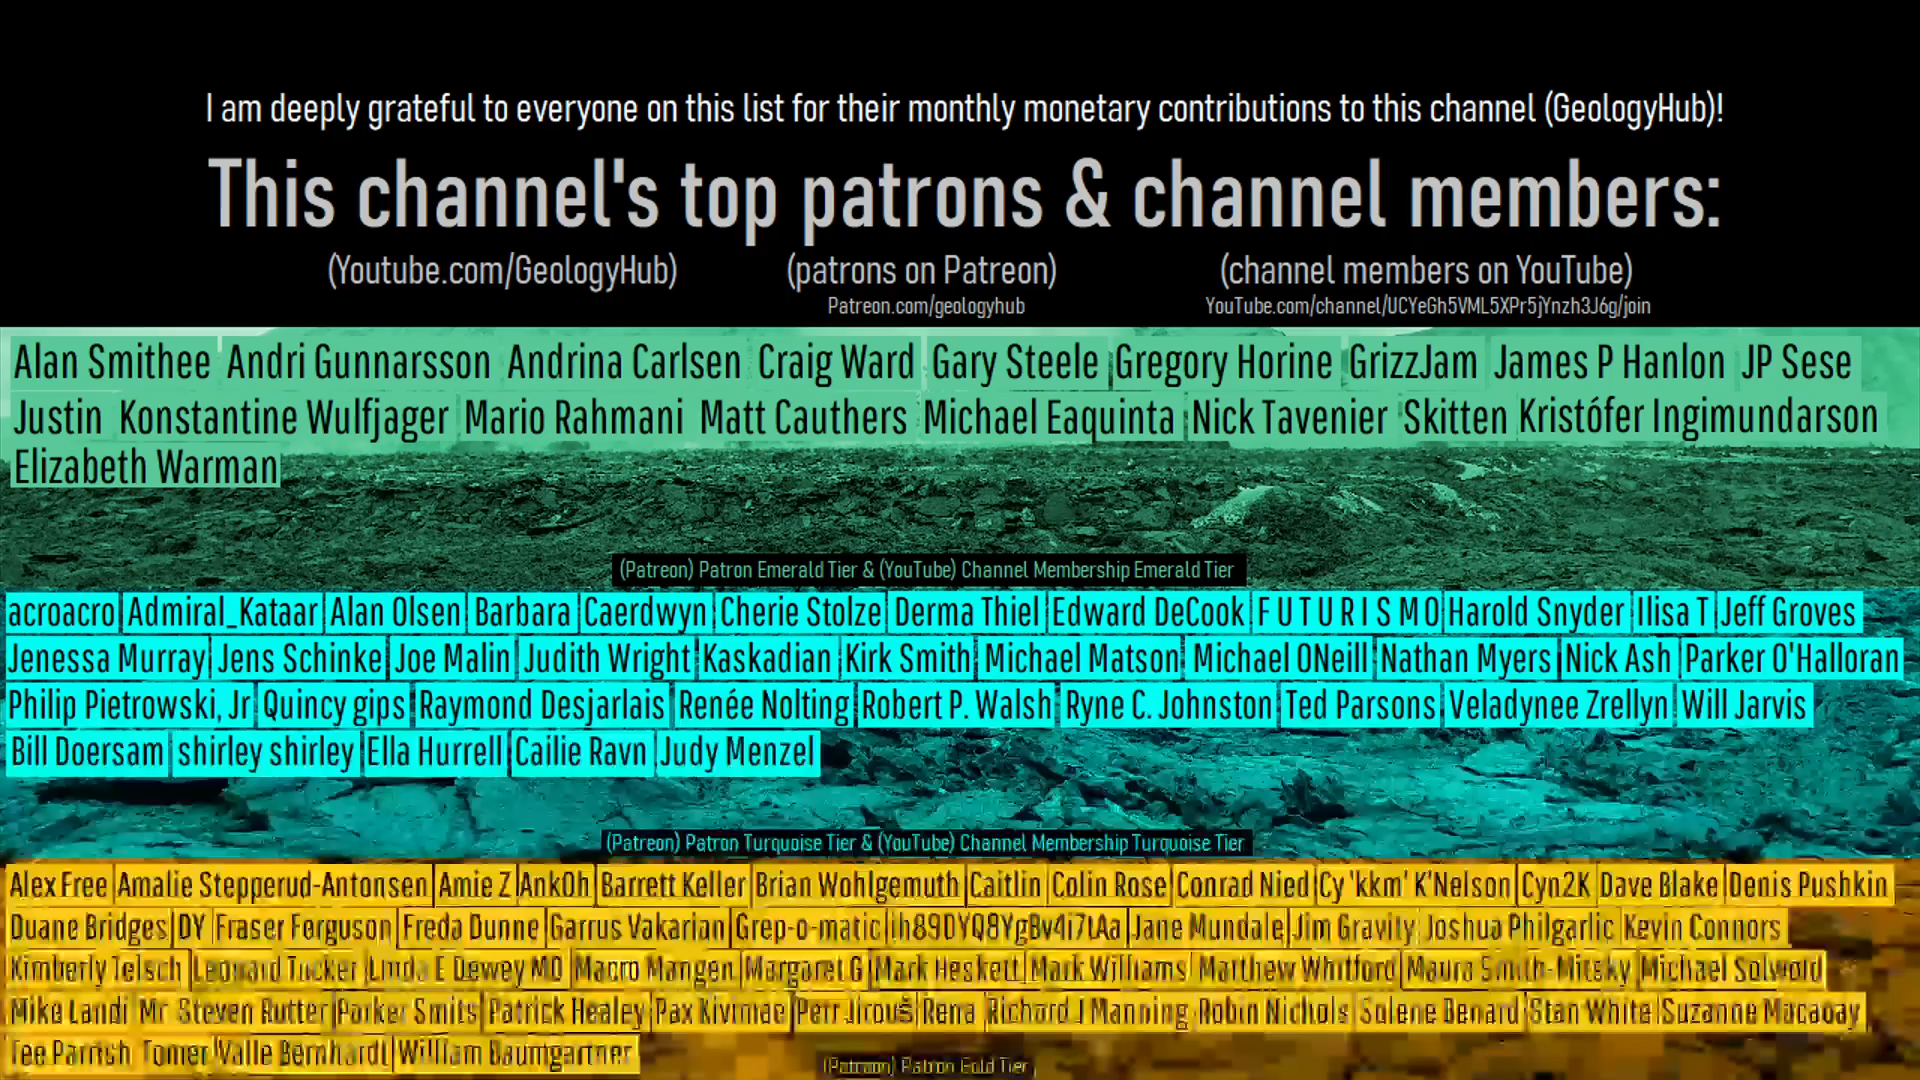 I am deeply grateful to everyone on this list for their monthly monetary contributions to this channel (GeologyHub)!
This channel's top patrons & channel members:
(Youtube.com/GeologyHub) (patrons on Patreon) (channel members on YouTube)
Patreon.com/geologyhub YouTube.com/channel/UCYeGh5VML5XPr5jYnzh3J6g/join
Alan Smithee Andri Gunnarsson Andrina Carlsen Craig Ward Gary Steele Gregory Horine GrizzJam James P Hanlon JP Sese
Justin Konstantine Wulfjager Mario Rahmani Matt Cauthers Michael Eaquinta Nick Tavenier Skitten Kristófer Ingimundarson
Elizabeth Warman
(Patreon) Patron Emerald Tier & (YouTube) Channel Membership Emerald Tier
acroacro Admiral_Kataar Alan Olsen Barbara Caerdwyn Cherie Stolze Derma Thiel Edward DeCook F U T U R I S M O Harold Snyder Ilisa T Jeff Groves
Jenessa Murray Jens Schinke Joe Malin Judith Wright Kaskadian Kirk Smith Michael Matson Michael ONeill Nathan Myers Nick Ash Parker O'Halloran
Philip Pietrowski, Jr Quincy gips Raymond Desjarlais Renée Nolting Robert P. Walsh Ryne C. Johnston Ted Parsons Veladynee Zrellyn Will Jarvis
Bill Doersam shirley shirley Ella Hurrell Cailie Ravn Judy Menzel
(Patreon) Patron Turquoise Tier & (YouTube) Channel Membership Turquoise Tier
Alex Free Amalie Stepperud-Antonsen Amie Z AnkOh Barrett Keller Brian Wohlgemuth Caitlin Colin Rose Conrad Nied Cy 'kkm' K'Nelson Cyn2K Dave Blake Denis Pushkin
Duane Bridges DY Fraser Ferguson Freda Dunne Garrus Vakarian Grep-o-matic Jane Mundale Jim Gravity Joshua Philgarlic Kevin Connors
Kimberly Leonard Tucker Linda E Dewey MD Marco Mangen Margaret G Mark Heskett Mark Williams Matthew Whitford Maura Smith-Mitsky Michael Solwold
Mike Landi Mr. Steven Rutter Parker Smits Patrick Healey Pax Kivimae Petr Jirouš Rena Richard J Manning Robin Nichols Solene Benard Stan White Suzanne
Tee Parrish Tomer Valle Bernhardt William Baumgartner
(Patreon) Patron Gold Tier